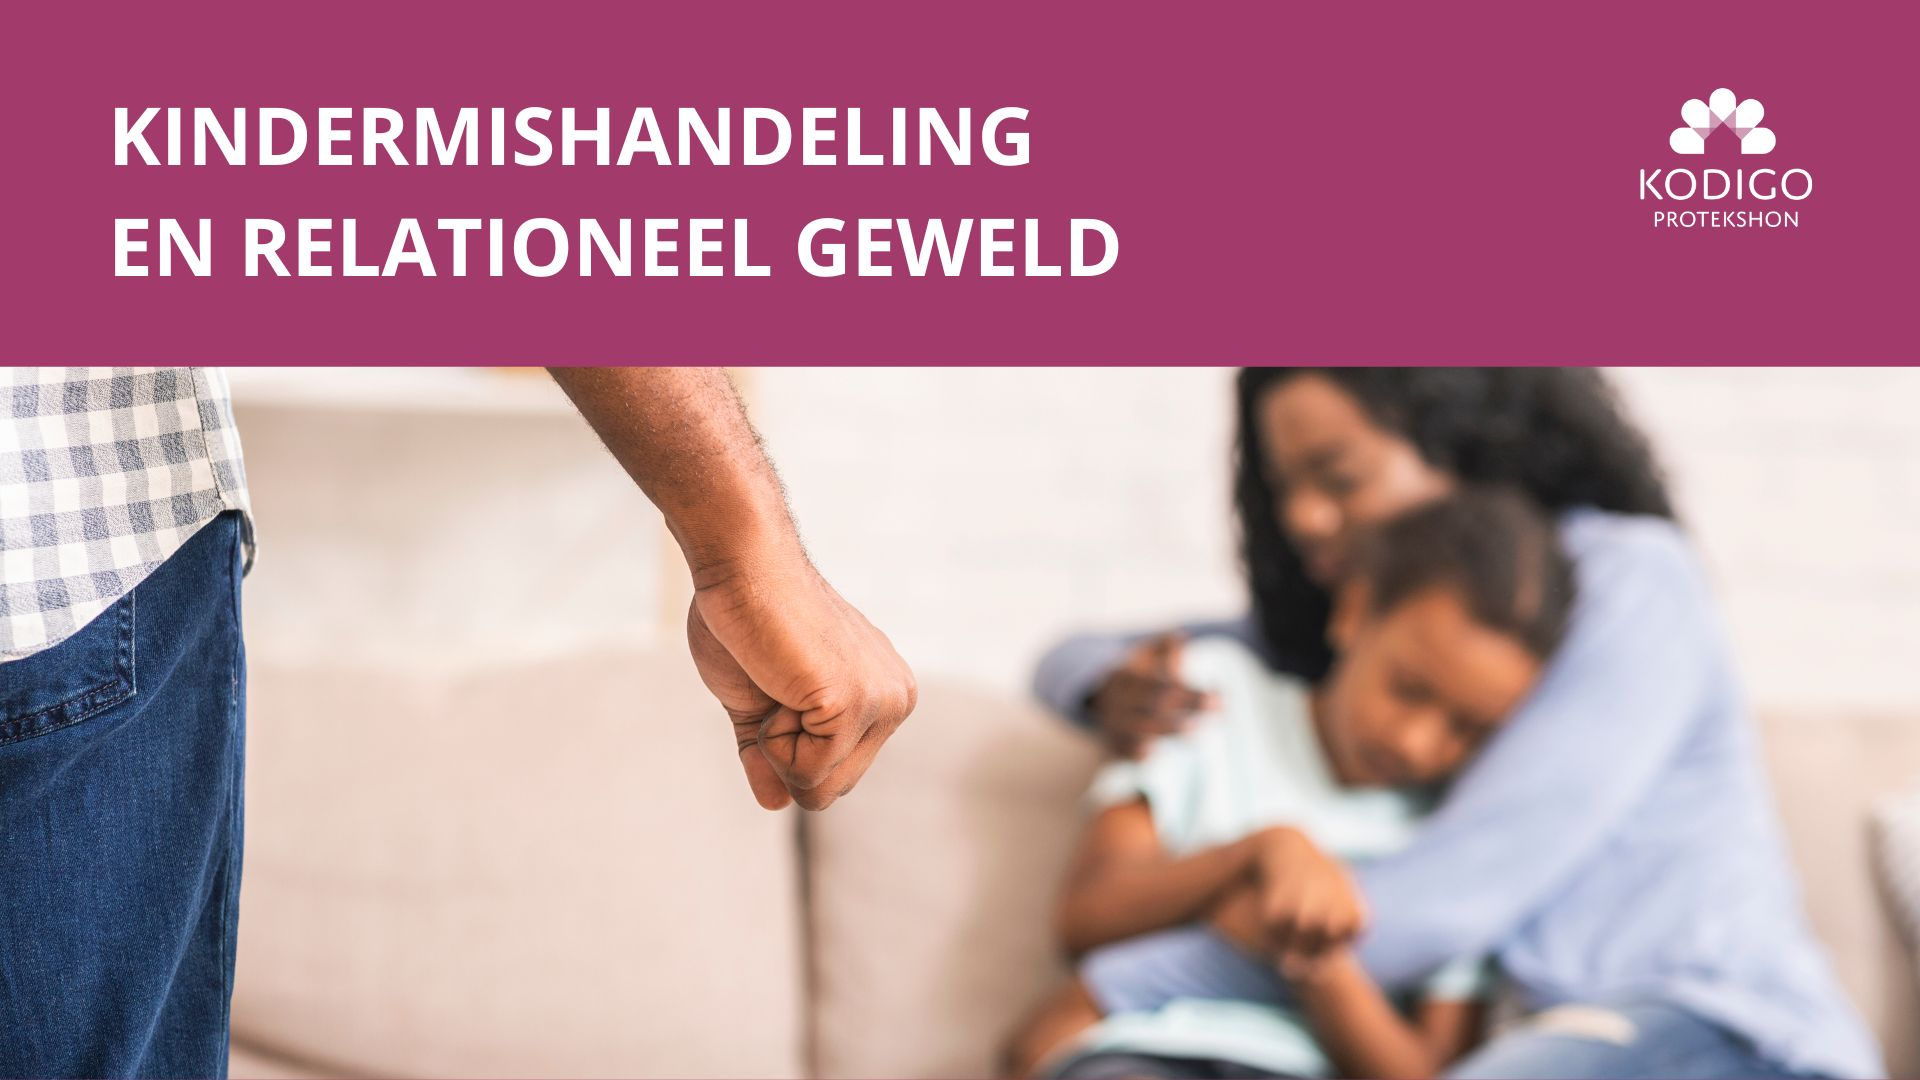 KINDERMISHANDELING
EN RELATIONEEL GEWELD
KODIGO
PROTEKSHON